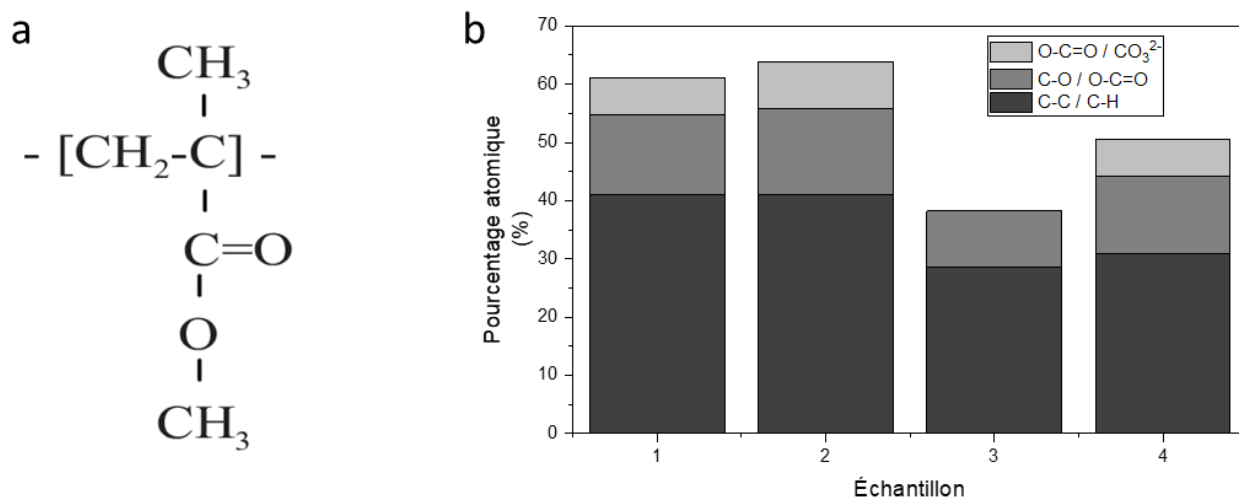 a
CH3
- [CH2-C] -
C=O
O
CH3
b
O-C=O / CO3 2-
C-O / O-C=O
C-C / C-H
Pourcentage atomique
(%)
70
60
50
40
30
20
10
0
1 2 3 4
Échantillon